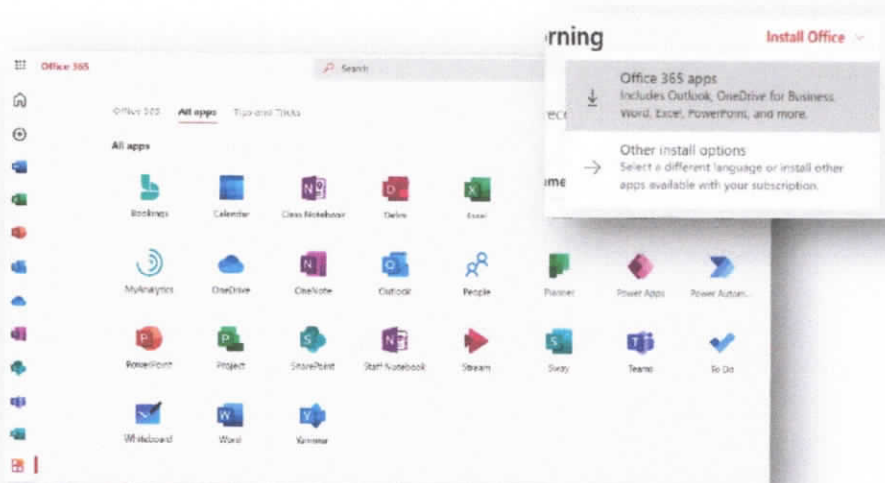 Office 365
Search
Office 365 All apps Tips and Tricks
All apps
Bookings Calendar Class Notebook Delve Excel
MyAnalytics OneDrive OneNote Outlook People Planner Power Apps Power Autom...
PowerPoint Project SharePoint Staff Notebook Stream Sway Teams To Do
Whiteboard Word Yammer
rning
Install Office
Office 365 apps
Includes Outlook, OneDrive for Business,
Word, Excel, PowerPoint, and more.
rec
Other install options
Select a different language or install other
apps available with your subscription.
me